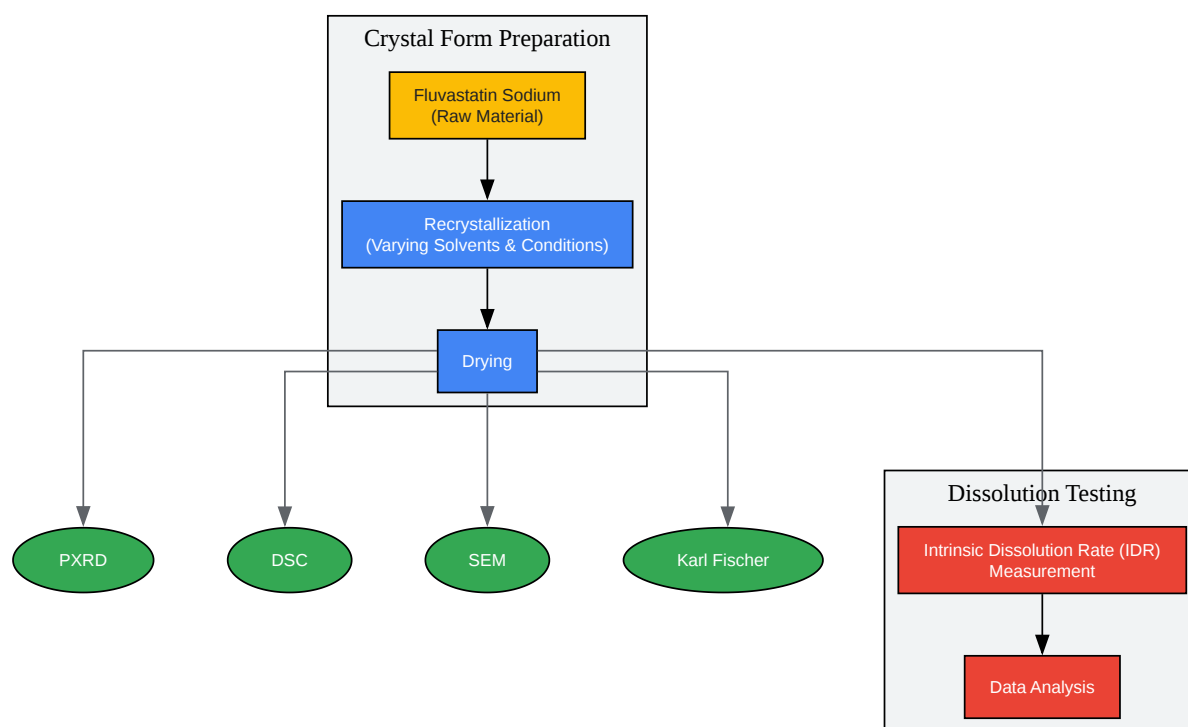 Crystal Form Preparation
Fluvastatin Sodium
(Raw Material)
Recrystallization
(Varying Solvents & Conditions)
Drying
PXRD
DSC
SEM
Karl Fischer
Dissolution Testing
Intrinsic Dissolution Rate (IDR)
Measurement
Data Analysis